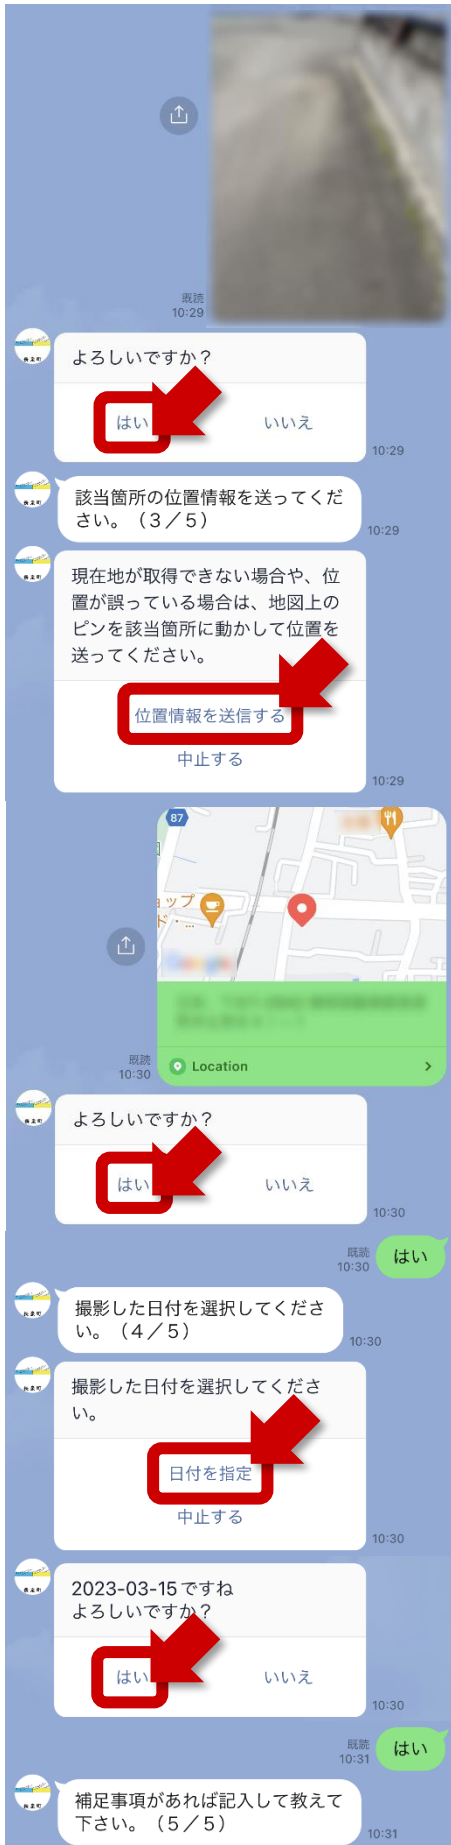 既読
10:29
よろしいですか？
はい
いいえ
10:29
該当箇所の位置情報を送ってくだ
さい。（３／５）
10:29
現在地が取得できない場合や、位
置が誤っている場合は、地図上の
ピンを該当箇所に動かして位置を
送ってください。
位置情報を送信する
中止する
10:29
87
ョップ
ド・...
既読
10:30
Location
よろしいですか？
はい
いいえ
10:30
既読
10:30
はい
撮影した日付を選択してくださ
い。（４／５）
10:30
撮影した日付を選択してくださ
い。
日付を指定
中止する
10:30
2023-03-15ですね
よろしいですか？
はい
いいえ
10:30
既読
10:31
はい
補足事項があれば記入して教えて
下さい。（５／５）
10:31